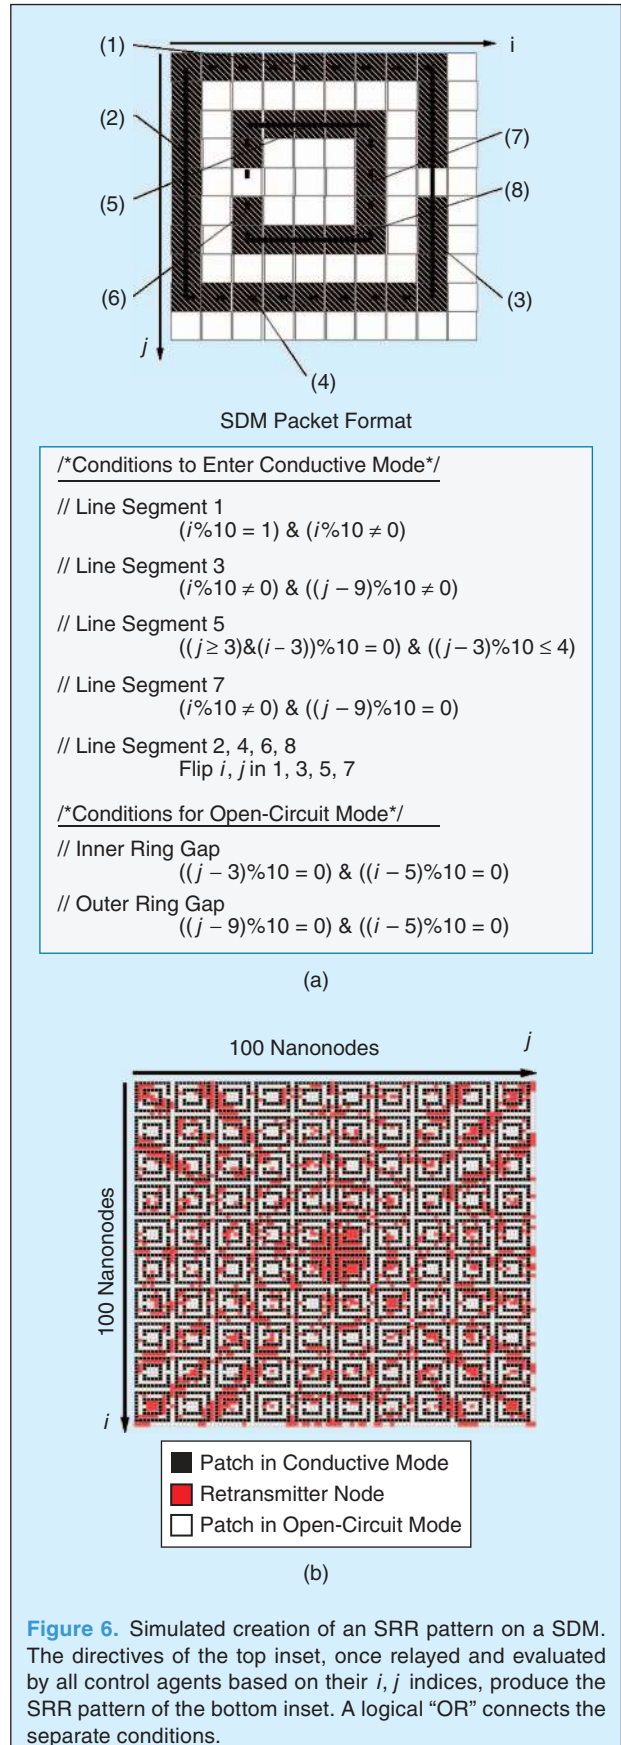 (1)
i
(2)
(7)
(5)
(8)
(6)
(3)
j
(4)
SDM Packet Format
/*Conditions to Enter Conductive Mode*/
// Line Segment 1
(i%10 = 1) & (i%10 ≠ 0)
// Line Segment 3
(i%10 ≠ 0) & ((j – 9)%10 ≠ 0)
// Line Segment 5
((j ≥ 3)&(i – 3))%10 = 0) & ((j – 3)%10 ≤ 4)
// Line Segment 7
(i%10 ≠ 0) & ((j – 9)%10 = 0)
// Line Segment 2, 4, 6, 8
Flip i, j in 1, 3, 5, 7
/*Conditions for Open-Circuit Mode*/
// Inner Ring Gap
((j – 3)%10 = 0) & ((i – 5)%10 = 0)
// Outer Ring Gap
((j – 9)%10 = 0) & ((i – 5)%10 = 0)
(a)
100 Nanonodes
j
100 Nanonodes
i
Patch in Conductive Mode
Retransmitter Node
Patch in Open-Circuit Mode
(b)
Figure 6. Simulated creation of an SRR pattern on a SDM.
The directives of the top inset, once relayed and evaluated
by all control agents based on their i, j indices, produce the
SRR pattern of the bottom inset. A logical “OR” connects the
separate conditions.